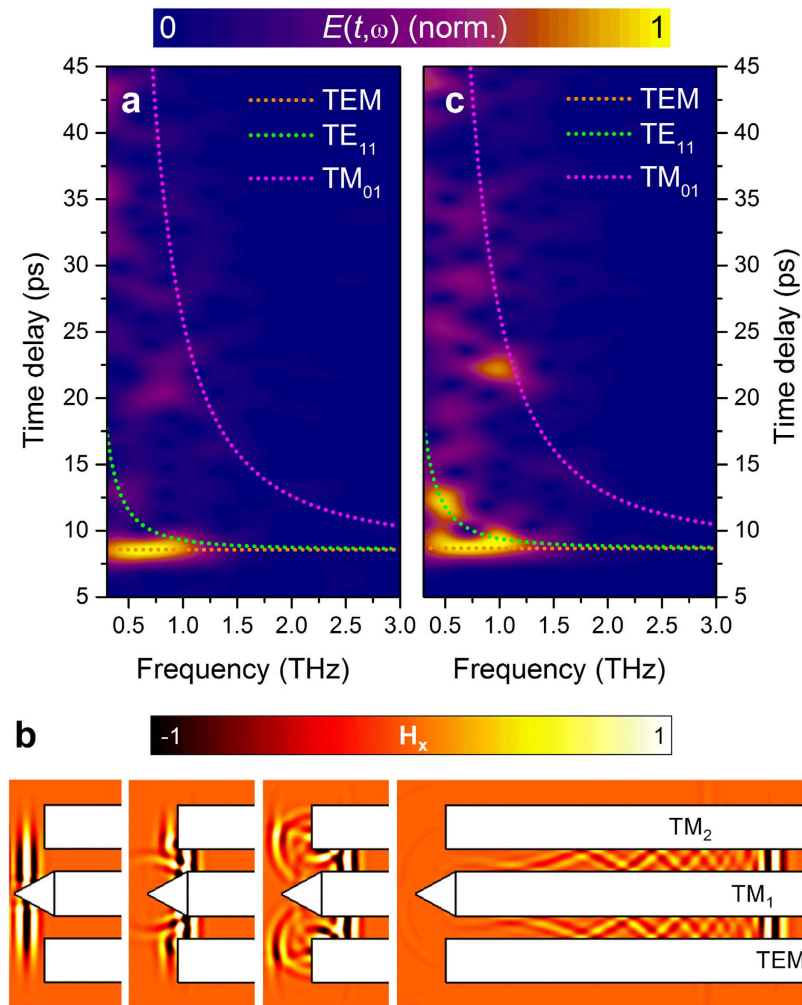 0 E(t,ω) (norm.) 1
a
TEM
TE₁₁
TM₀₁
c
TEM
TE₁₁
TM₀₁
45
40
35
30
25
20
15
10
5
Time delay (ps)
45
40
35
30
25
20
15
10
5
Time delay (ps)
0.5 1.0 1.5 2.0 2.5 3.0
0.5 1.0 1.5 2.0 2.5 3.0
Frequency (THz)
Frequency (THz)
b
-1 Hₓ 1
TM₂
TM₁
TEM